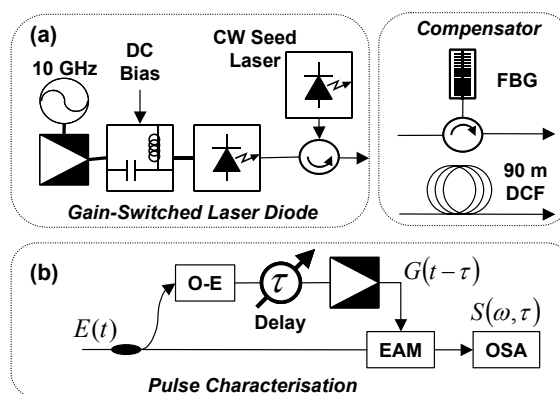 (a)
10 GHz
DC
Bias
CW Seed
Laser
Gain-Switched Laser Diode
Compensator
FBG
90 m
DCF
(b)
E(t)
O-E
τ
Delay
G(t − τ)
EAM
S(ω,τ)
OSA
Pulse Characterisation